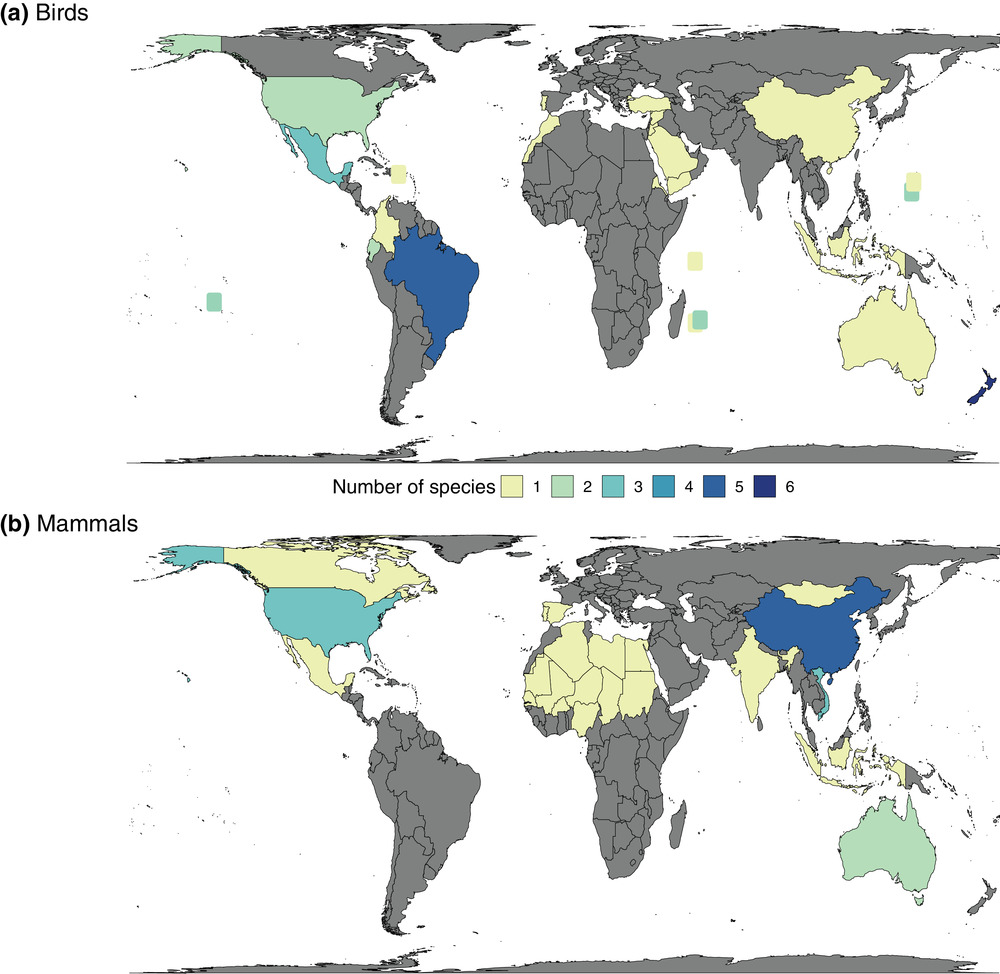 (a) Birds
Number of species 1 2 3 4 5 6
(b) Mammals